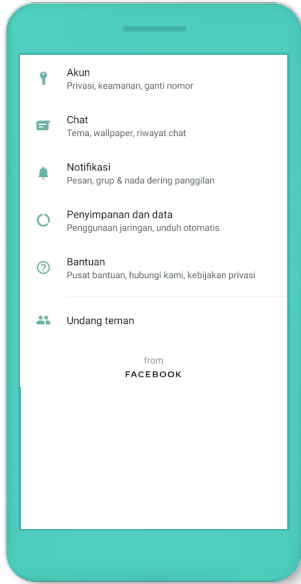 Akun
Privasi, keamanan, ganti nomor
Chat
Tema, wallpaper, riwayat chat
Notifikasi
Pesan, grup & nada dering panggilan
Penyimpanan dan data
Penggunaan jaringan, unduh otomatis
Bantuan
Pusat bantuan, hubungi kami, kebijakan privasi
Undang teman
from
FACEBOOK